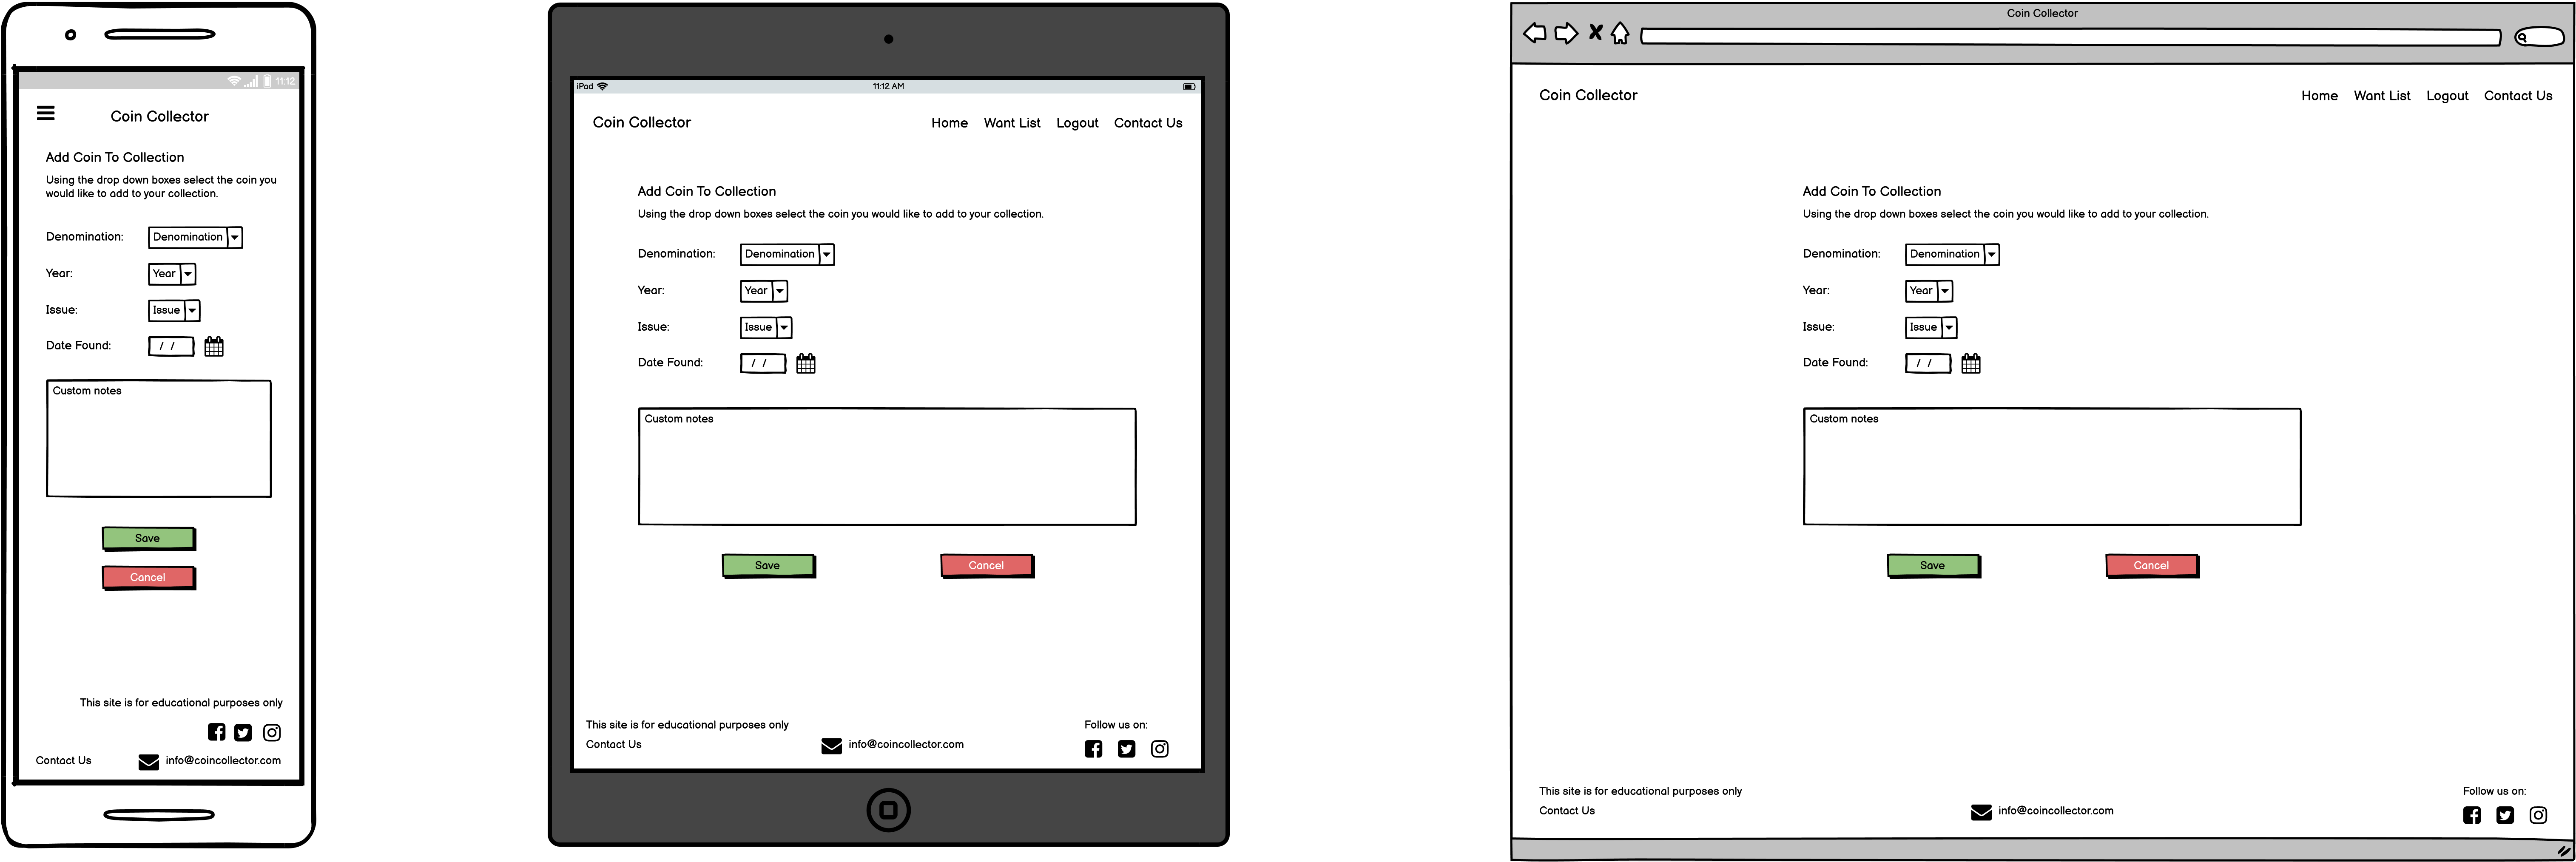 11:12
Coin Collector
Add Coin To Collection
Using the drop down boxes select the coin you
would like to add to your collection.
Denomination: Denomination
Year: Year
Issue: Issue
Date Found: / /
Custom notes
Save
Cancel
This site is for educational purposes only
Contact Us info@coincollector.com
iPad 11:12 AM
Coin Collector Home Want List Logout Contact Us
Add Coin To Collection
Using the drop down boxes select the coin you would like to add to your collection.
Denomination: Denomination
Year: Year
Issue: Issue
Date Found: / /
Custom notes
Save Cancel
This site is for educational purposes only Follow us on:
Contact Us info@coincollector.com
Coin Collector
Coin Collector Home Want List Logout Contact Us
Add Coin To Collection
Using the drop down boxes select the coin you would like to add to your collection.
Denomination: Denomination
Year: Year
Issue: Issue
Date Found: / /
Custom notes
Save Cancel
This site is for educational purposes only Follow us on:
Contact Us info@coincollector.com